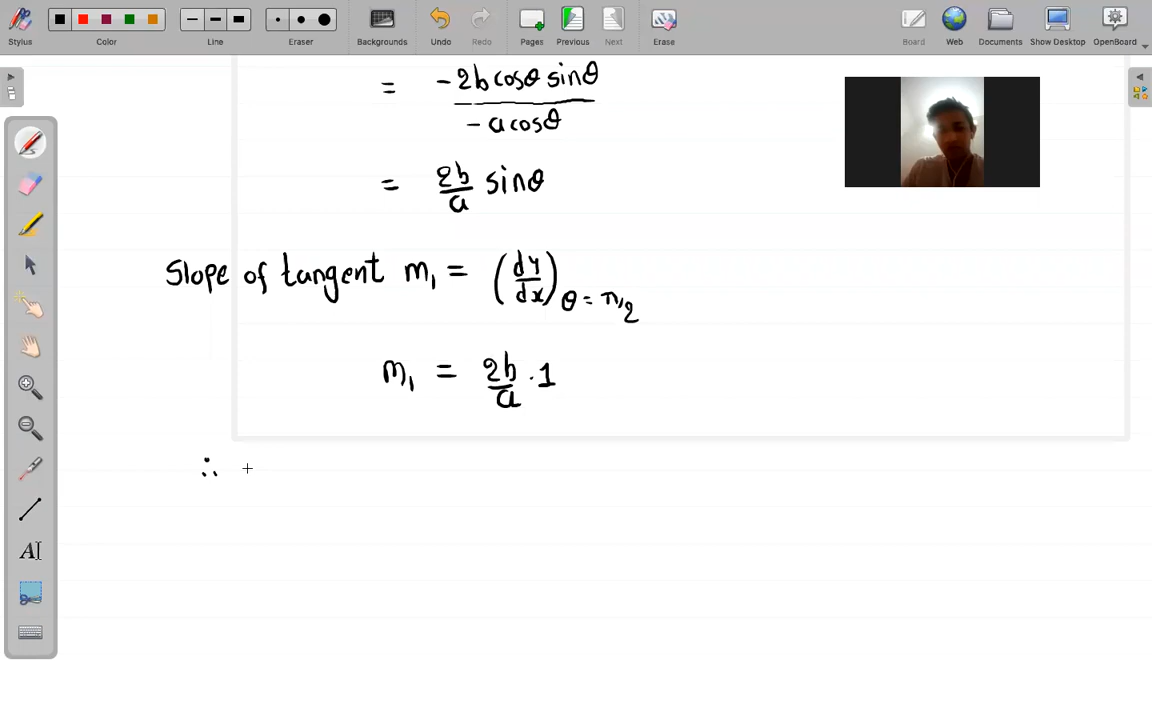 Stylus Color Line Eraser Backgrounds Undo Redo Pages Previous Next Erase Board Web Documents Show Desktop OpenBoard
= -2b cosθ sinθ / -a cosθ
= 2b/a sinθ
Slope of tangent m₁ = (dy/dx) θ = π/2
m₁ = 2b/a · 1
∴
A